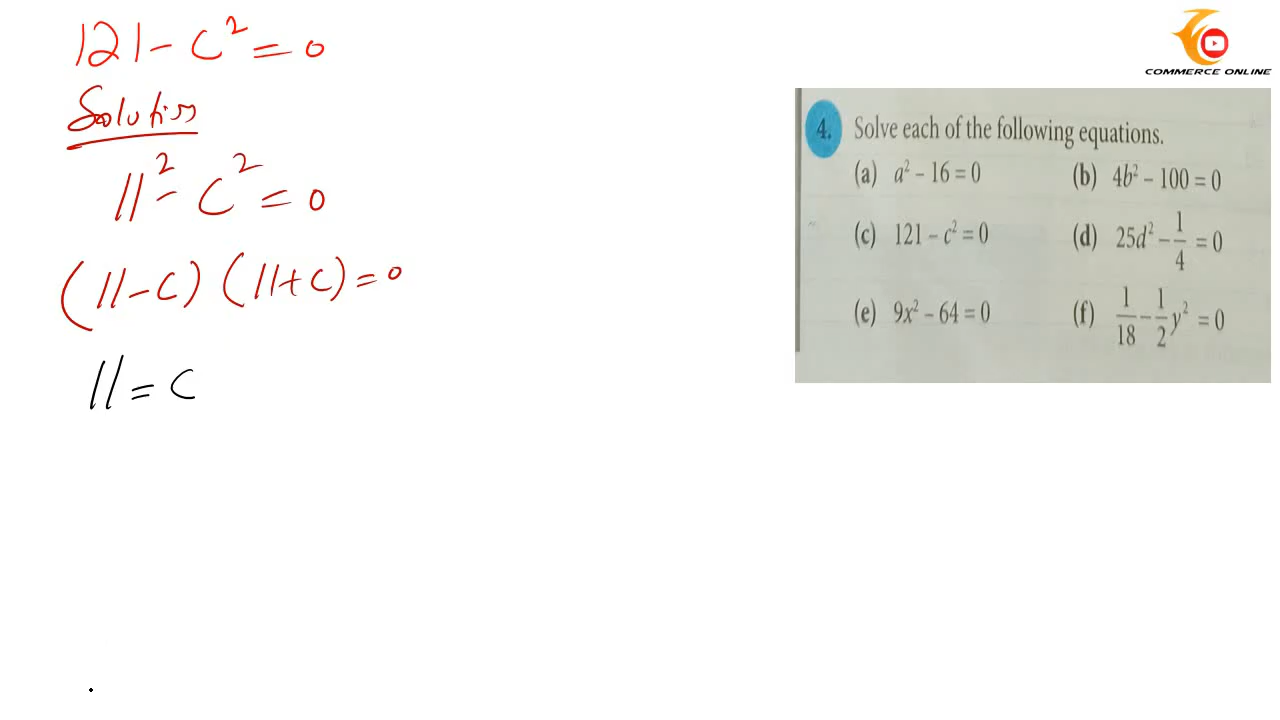 121 - c² = 0
Solution
11² - c² = 0
(11 - c) (11 + c) = 0
11 = c
COMMERCE ONLINE
4. Solve each of the following equations.
(a) a² - 16 = 0 (b) 4b² - 100 = 0
(c) 121 - c² = 0 (d) 25d² - 1/4 = 0
(e) 9x² - 64 = 0 (f) 1/18 - 1/2 y² = 0